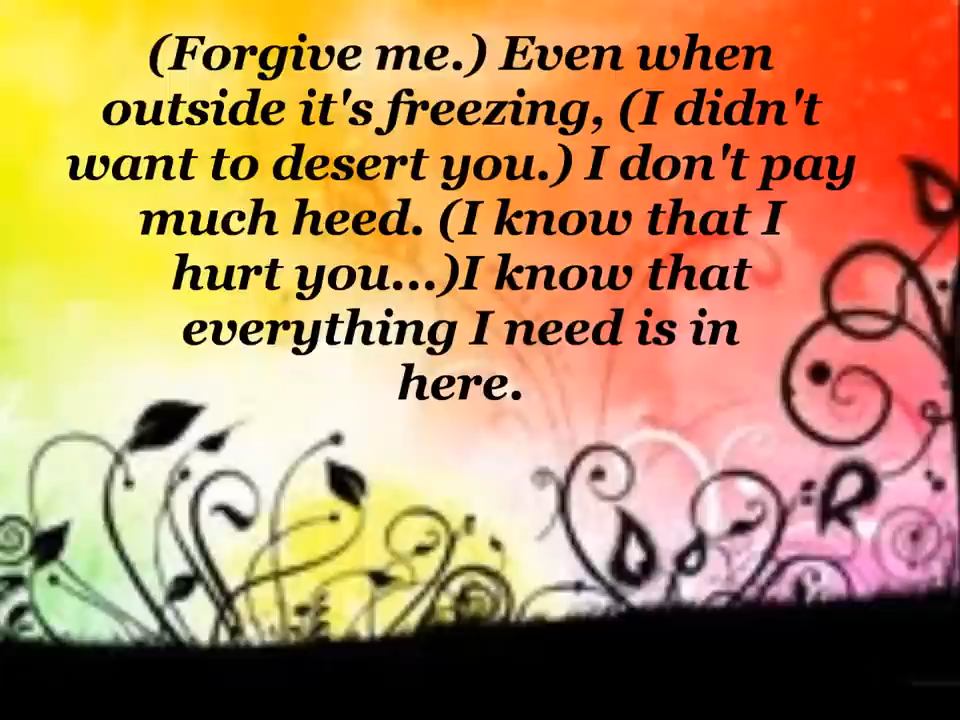 (Forgive me.) Even when
outside it's freezing, (I didn't
want to desert you.) I don't pay
much heed. (I know that I
hurt you...)I know that
everything I need is in
here.